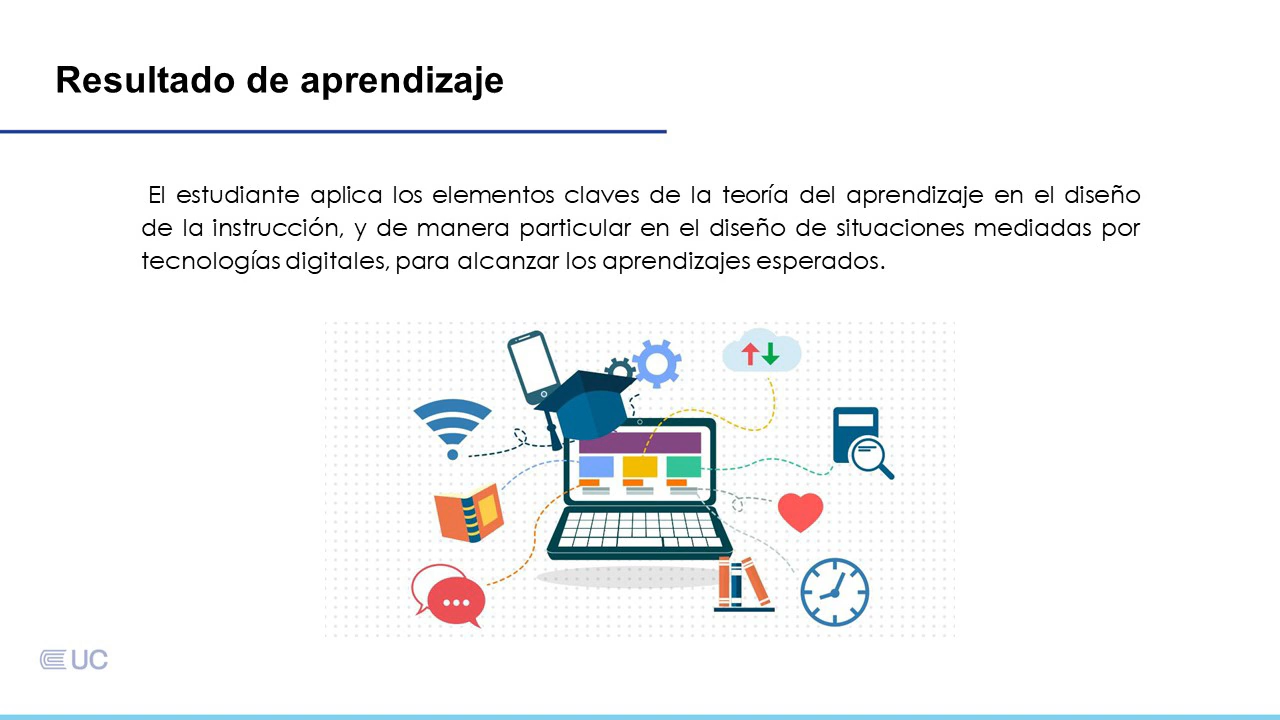 Resultado de aprendizaje
El estudiante aplica los elementos claves de la teoría del aprendizaje en el diseño
de la instrucción, y de manera particular en el diseño de situaciones mediadas por
tecnologías digitales, para alcanzar los aprendizajes esperados.
UC